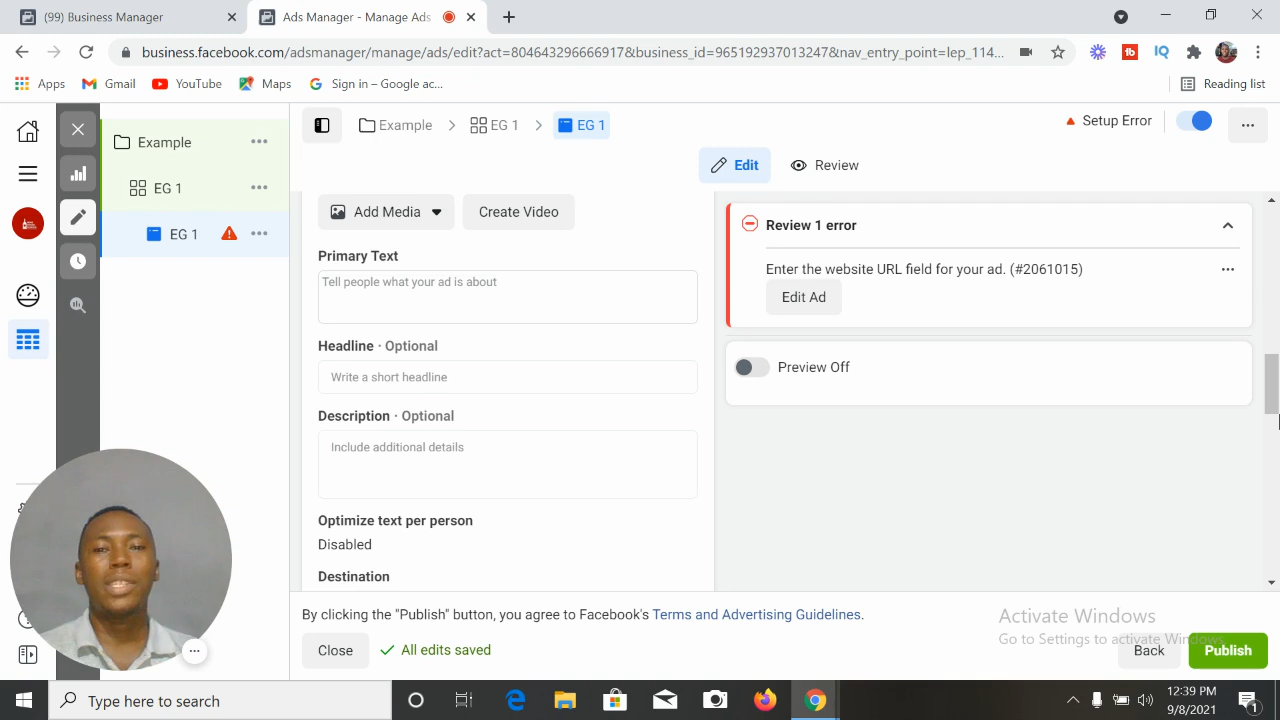 (99) Business Manager
Ads Manager - Manage Ads
business.facebook.com/adsmanager/manage/ads/edit?act=804643296666917&business_id=965192937013247&nav_entry_point=lep_114...
Apps
Gmail
YouTube
Maps
Sign in – Google ac...
Reading list
Example
EG 1
EG 1
Example
EG 1
EG 1
Setup Error
Edit
Review
Add Media
Create Video
Primary Text
Tell people what your ad is about
Headline · Optional
Write a short headline
Description · Optional
Include additional details
Optimize text per person
Disabled
Destination
Review 1 error
Enter the website URL field for your ad. (#2061015)
Edit Ad
Preview Off
By clicking the "Publish" button, you agree to Facebook's Terms and Advertising Guidelines.
Close
All edits saved
Activate Windows
Go to Settings to activate Windows.
Back
Publish
Type here to search
12:39 PM
9/8/2021
1